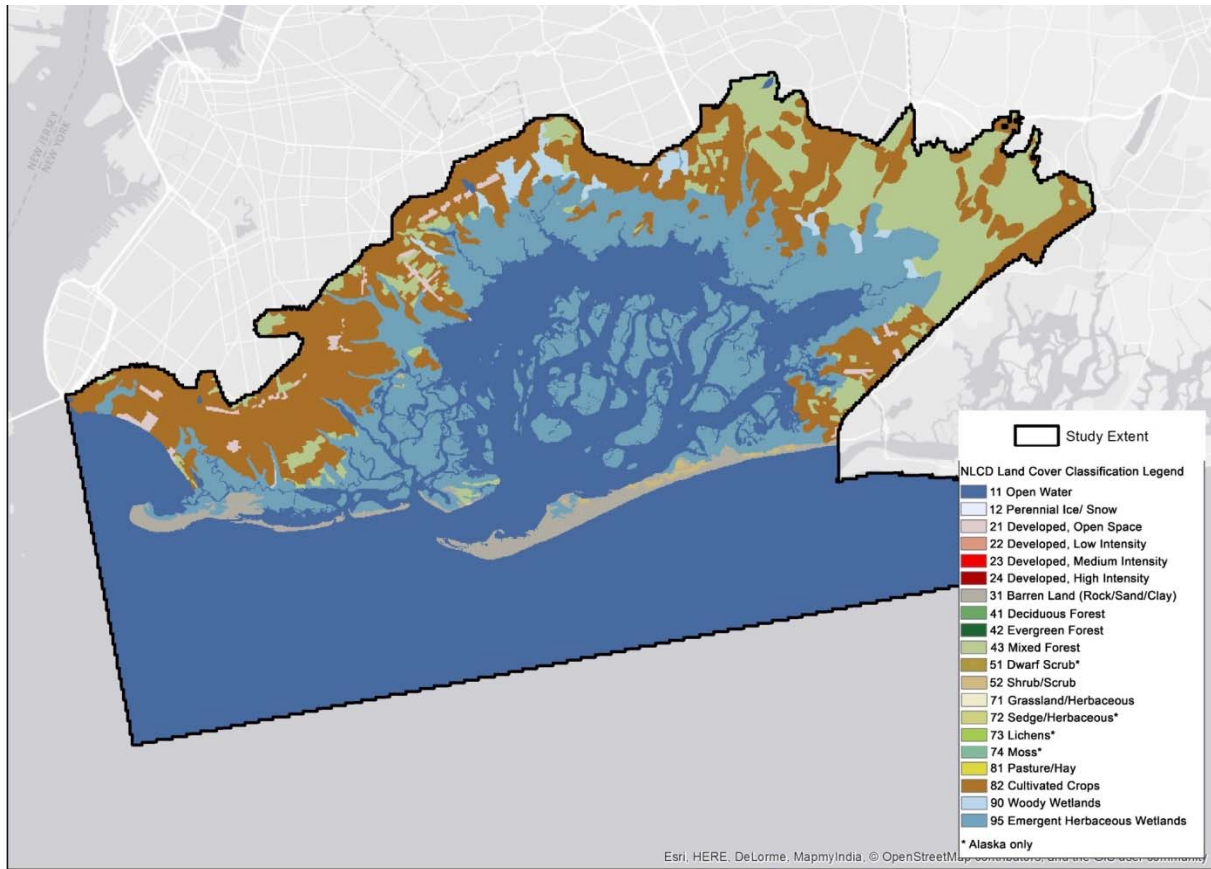 NEW JERSEY
NEW YORK
Study Extent
NLCD Land Cover Classification Legend
11 Open Water
12 Perennial Ice/ Snow
21 Developed, Open Space
22 Developed, Low Intensity
23 Developed, Medium Intensity
24 Developed, High Intensity
31 Barren Land (Rock/Sand/Clay)
41 Deciduous Forest
42 Evergreen Forest
43 Mixed Forest
51 Dwarf Scrub*
52 Shrub/Scrub
71 Grassland/Herbaceous
72 Sedge/Herbaceous*
73 Lichens*
74 Moss*
81 Pasture/Hay
82 Cultivated Crops
90 Woody Wetlands
95 Emergent Herbaceous Wetlands
* Alaska only
Esri, HERE, DeLorme, MapmyIndia, © OpenStreetMap contributors, and the GIS user community